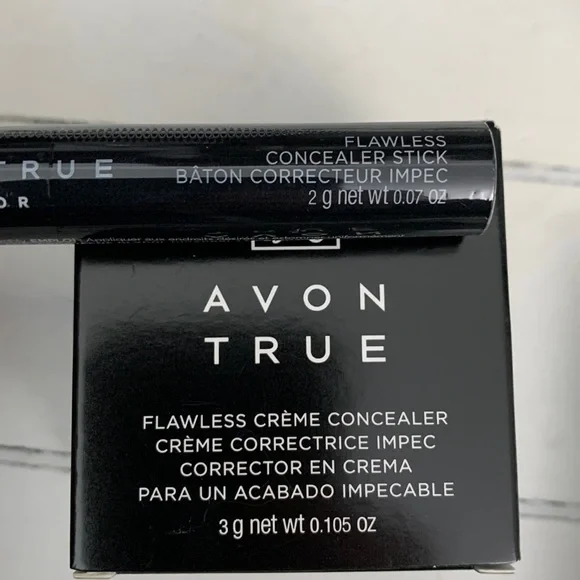 TRUE
OR
FLAWLESS
CONCEALER STICK
BÂTON CORRECTEUR IMPEC
2 g net wt 0.07 oz
AVON
TRUE
FLAWLESS CRÈME CONCEALER
CRÈME CORRECTRICE IMPEC
CORRECTOR EN CREMA
PARA UN ACABADO IMPECABLE
3 g net wt 0.105 oz